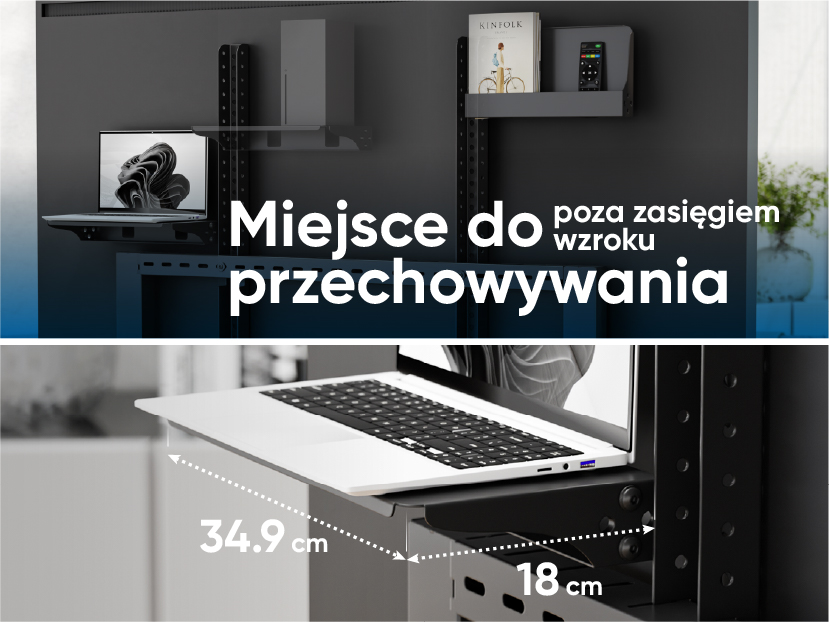 KINFOLK
Miejsce do poza zasięgiem
wzroku
przechowywania
34.9 cm
18 cm